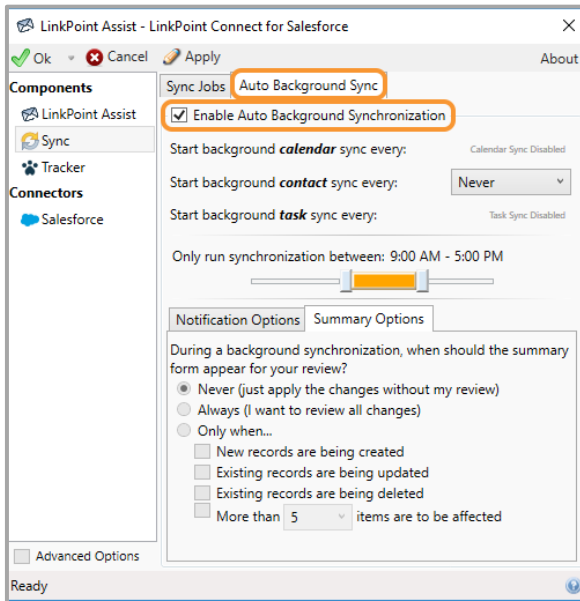 LinkPoint Assist - LinkPoint Connect for Salesforce
Ok Cancel Apply About
Components
LinkPoint Assist
Sync
Tracker
Connectors
Salesforce
Advanced Options
Sync Jobs Auto Background Sync
Enable Auto Background Synchronization
Start background calendar sync every: Calendar Sync Disabled
Start background contact sync every: Never
Start background task sync every: Task Sync Disabled
Only run synchronization between: 9:00 AM - 5:00 PM
Notification Options Summary Options
During a background synchronization, when should the summary
form appear for your review?
Never (just apply the changes without my review)
Always (I want to review all changes)
Only when...
New records are being created
Existing records are being updated
Existing records are being deleted
More than 5 items are to be affected
Ready